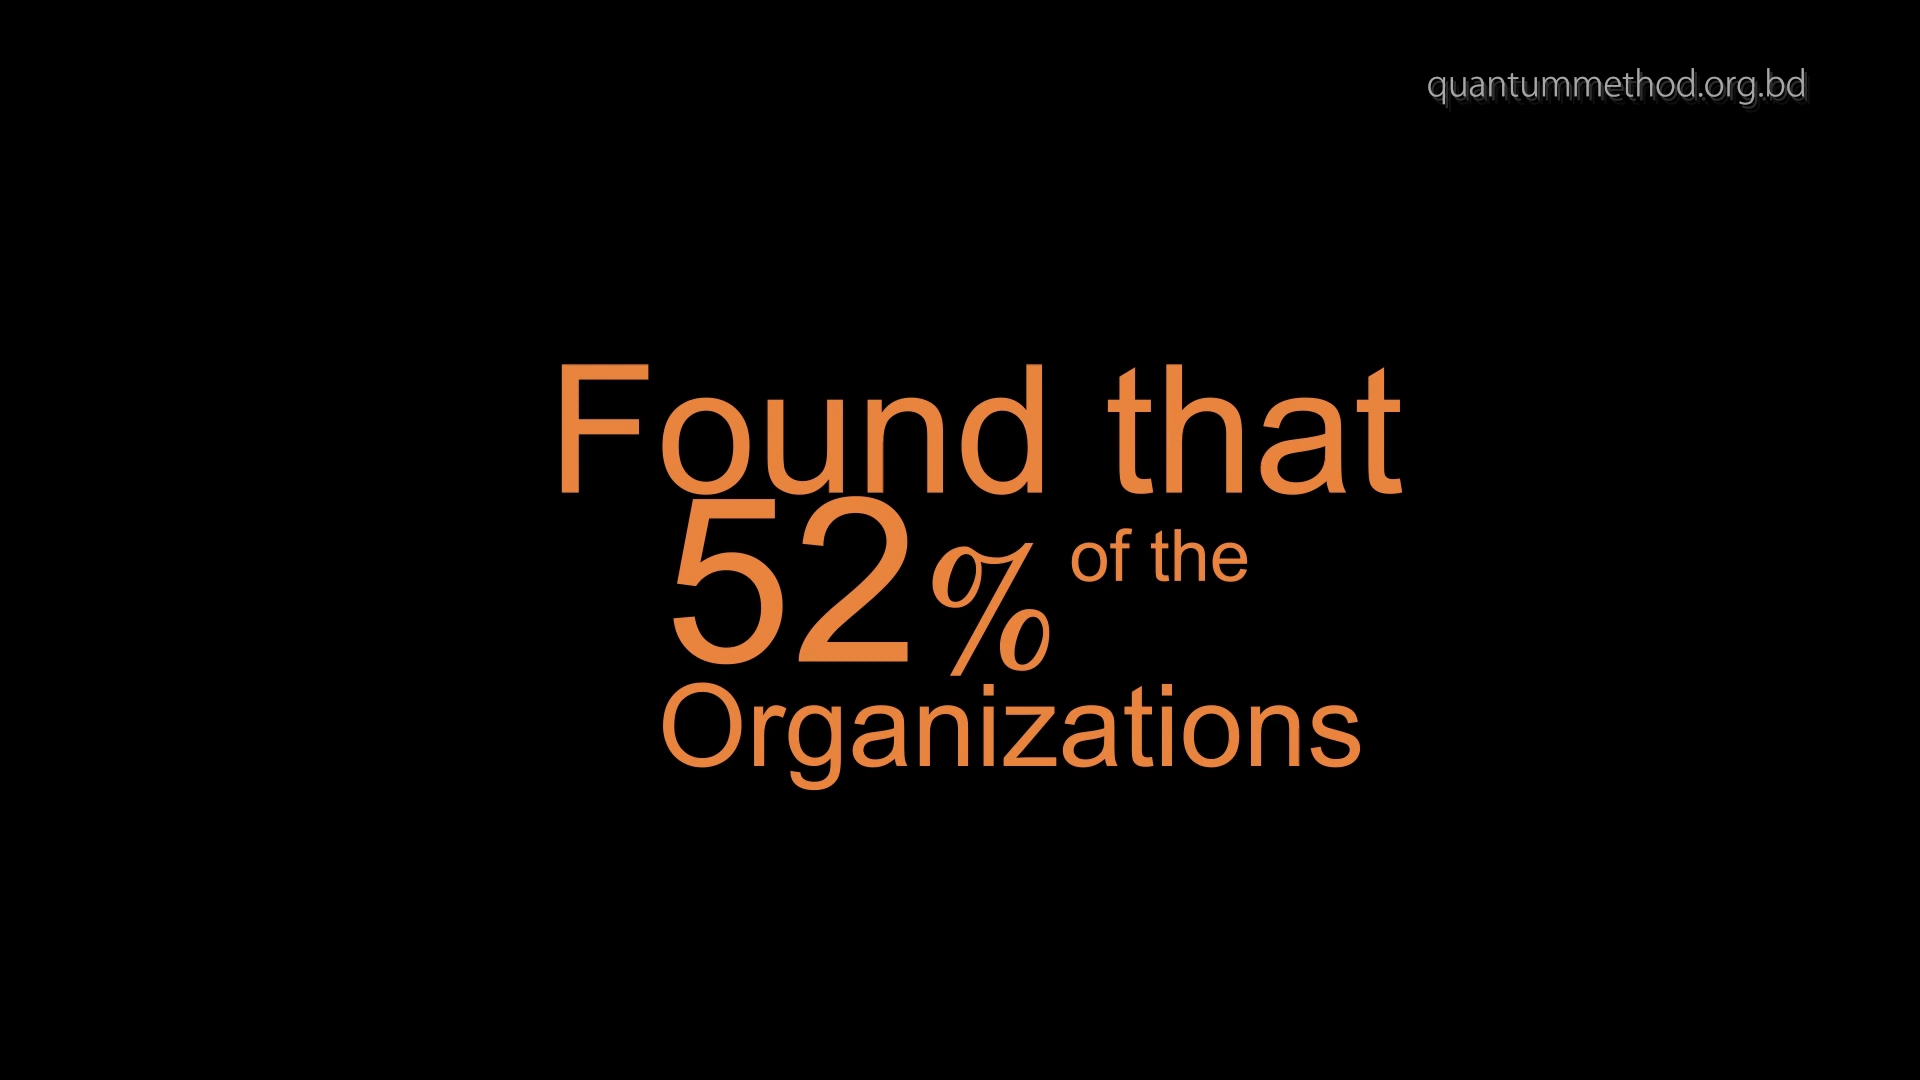 quantummethod.org.bd
Found that
52% of the
Organizations